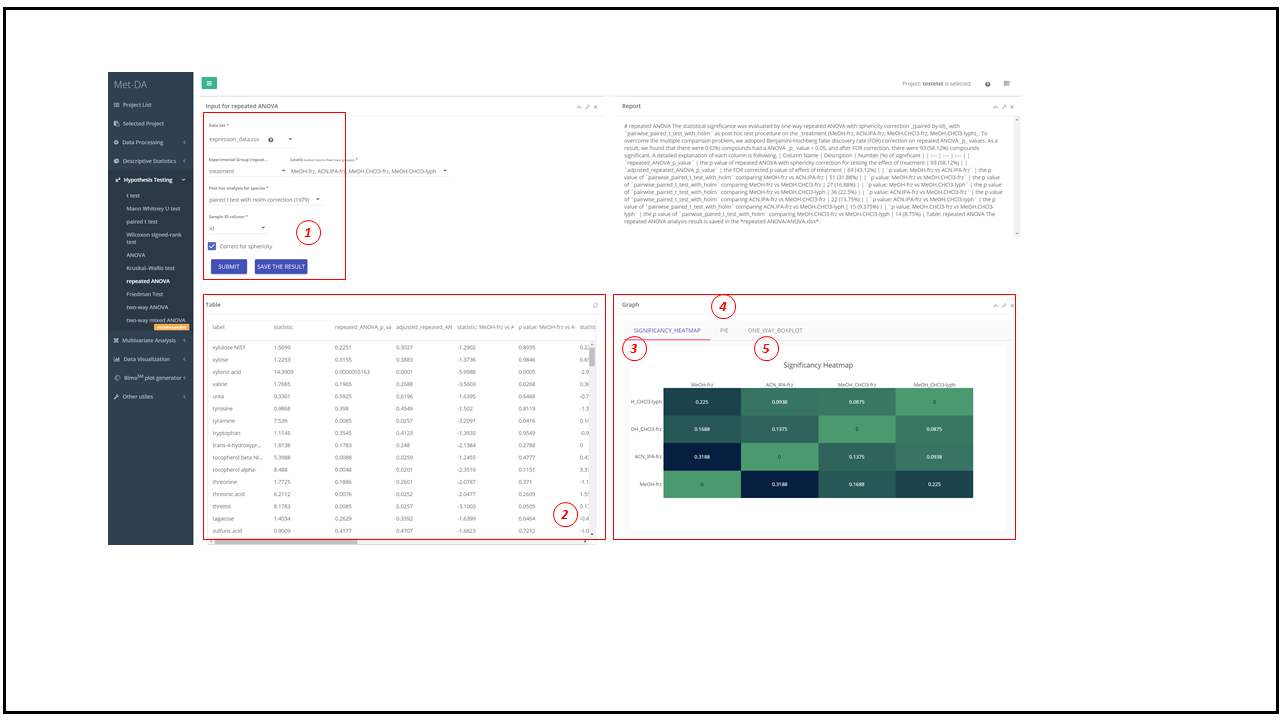 Met-DA
Project List
Selected Project
Data Processing
Descriptive Statistics
Hypothesis Testing
t test
Mann Whitney U test
paired t test
Wilcoxon signed-rank
test
ANOVA
Kruskal-Wallis test
repeated ANOVA
Friedman Test
two-way ANOVA
two-way mixed ANOVA
recommended
Multivariate Analysis
Data Visualization
Bimo SM plot generator
Other utiles
Project: testetst is selected.
Input for repeated ANOVA
Data Set *
expression_data.csv
Experimental Group (repeat...
Levels (select more than two groups) *
treatment
MeOH-frz, ACN.IPA-frz, MeOH.CHCl3-frz, MeOH.CHCl3-lyph
Post hoc analysis for species *
paired t test with Holm correction (1979)
Sample ID column *
id
1
Correct for sphericity
SUBMIT
SAVE THE RESULT
Report
# repeated ANOVA The statistical significance was evaluated by one-way repeated ANOVA with sphericity correction _(paired by id)_ with
`pairwise_paired_t_test_with_holm` as post hoc test procedure on the _treatment (MeOH-frz, ACN.IPA-frz, MeOH.CHCl3-frz, MeOH.CHCl3-lyph)_. To
overcome the multiple comparison problem, we adopted Benjamini-Hochberg false discovery rate (FDR) correction on repeated ANOVA _p_ values. As a
result, we found that there were 0 (0%) compounds had a ANOVA _p_ value < 0.05, and after FDR correction, there were 93 (58.12%) compounds
significant. A detailed explanation of each column is following, | Column Name | Description | Number (%) of significant | | :--- | :--- | :--- | |
`repeated_ANOVA_p_value` | the p value of repeated ANOVA with sphericity correction for testing the effect of treatment | 93 (58.12%) | |
`adjusted_repeated_ANOVA_p_value` | the FDR corrected p value of effect of treatment | 69 (43.12%) | | `p value: MeOH-frz vs ACN.IPA-frz` | the p value
of `pairwise_paired_t_test_with_holm` comparing MeOH-frz vs ACN.IPA-frz | 51 (31.88%) | | `p value: MeOH-frz vs MeOH.CHCl3-frz` | the p value
of `pairwise_paired_t_test_with_holm` comparing MeOH-frz vs MeOH.CHCl3-frz | 27 (16.88%) | | `p value: MeOH-frz vs MeOH.CHCl3-lyph` | the p value
of `pairwise_paired_t_test_with_holm` comparing MeOH-frz vs MeOH.CHCl3-lyph | 36 (22.5%) | | `p value: ACN.IPA-frz vs MeOH.CHCl3-frz` | the p value
of `pairwise_paired_t_test_with_holm` comparing ACN.IPA-frz vs MeOH.CHCl3-frz | 22 (13.75%) | | `p value: ACN.IPA-frz vs MeOH.CHCl3-lyph` | the p
value of `pairwise_paired_t_test_with_holm` comparing ACN.IPA-frz vs MeOH.CHCl3-lyph | 15 (9.375%) | | `p value: MeOH.CHCl3-frz vs MeOH.CHCl3-
lyph` | the p value of `pairwise_paired_t_test_with_holm` comparing MeOH.CHCl3-frz vs MeOH.CHCl3-lyph | 14 (8.75%) | Table: repeated ANOVA The
repeated ANOVA analysis result is saved in the *repeated ANOVA/ANOVA.xlsx*.
Table
label statistic repeated_ANOVA_p_va adjusted_repeated_AN statistic: MeOH-frz vs A p value: MeOH-frz vs A statisti
xylulose NIST 1.5699 0.2251 0.3027 -1.2902 0.8935 0.2
xylose 1.2253 0.3155 0.3883 -1.3736 0.9846 0.6
xylonic acid 14.3909 0.0000055163 0.0001 -5.9988 0.0005 -2.9
valine 1.7665 0.1965 0.2688 -3.5603 0.0268 0.3
urea 0.3361 0.5925 0.6196 -1.6395 0.6468 -0.7
tyrosine 0.9868 0.398 0.4549 -1.502 0.8119 -1.3
tyramine 7.539 0.0085 0.0257 -3.2091 0.0416 0.1
tryptophan 1.1145 0.3545 0.4123 -1.3935 0.9549 -0.9
trans-4-hydroxypr... 1.8138 0.1783 0.248 -2.1384 0.2788 0
tocopherol beta NI... 5.3988 0.0088 0.0259 -1.2455 0.4777 0.4
tocopherol alpha- 8.488 0.0048 0.0201 -2.3516 0.1151 3.3
threonine 1.7725 0.1886 0.2601 -2.0787 0.371 -1.1
threonic acid 6.2112 0.0076 0.0252 -2.0477 0.2609 1.5
threitol 8.1783 0.0085 0.0257 -3.1003 0.0505 0.1
tagatose 1.4034 0.2629 0.3392 -1.6399 0.6464 -0.4
sulfuric acid 0.9009 0.4177 0.4707 -1.6823 0.7212 -1.0
2
Graph
4
SIGNIFICANCY_HEATMAP PIE ONE_WAY_BOXPLOT
3
5
Significancy Heatmap
MeOH-frz ACN_IPA-frz MeOH_CHCl3-frz MeOH_CHCl3-lyph
H_CHCl3-lyph 0.225 0.0938 0.0875 0
OH_CHCl3-frz 0.1688 0.1375 0 0.0875
ACN_IPA-frz 0.3188 0 0.1375 0.0938
MeOH-frz 0 0.3188 0.1688 0.225